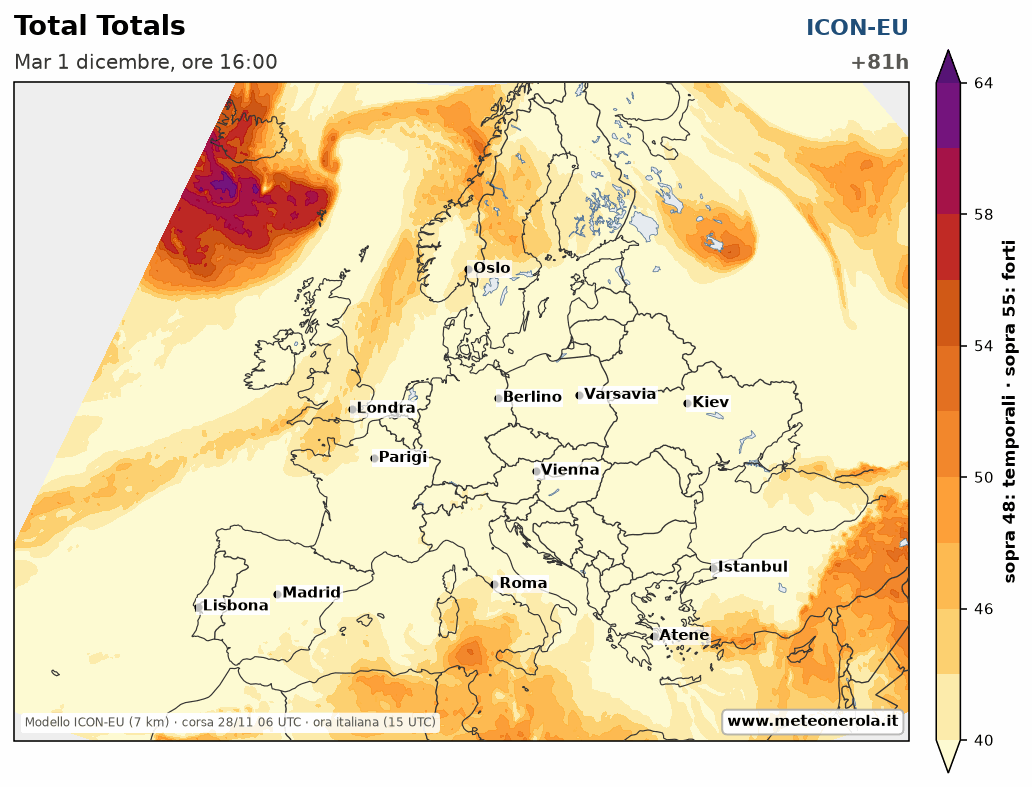 Total Totals
ICON-EU
Mar 1 dicembre, ore 16:00
+81h
64
58
54
50
46
40
sopra 48: temporali · sopra 55: forti
Oslo
Berlino
Varsavia
Kiev
Londra
Parigi
Vienna
Istanbul
Roma
Madrid
Lisbona
Atene
Modello ICON-EU (7 km) · corsa 28/11 06 UTC · ora italiana (15 UTC)
www.meteonerola.it